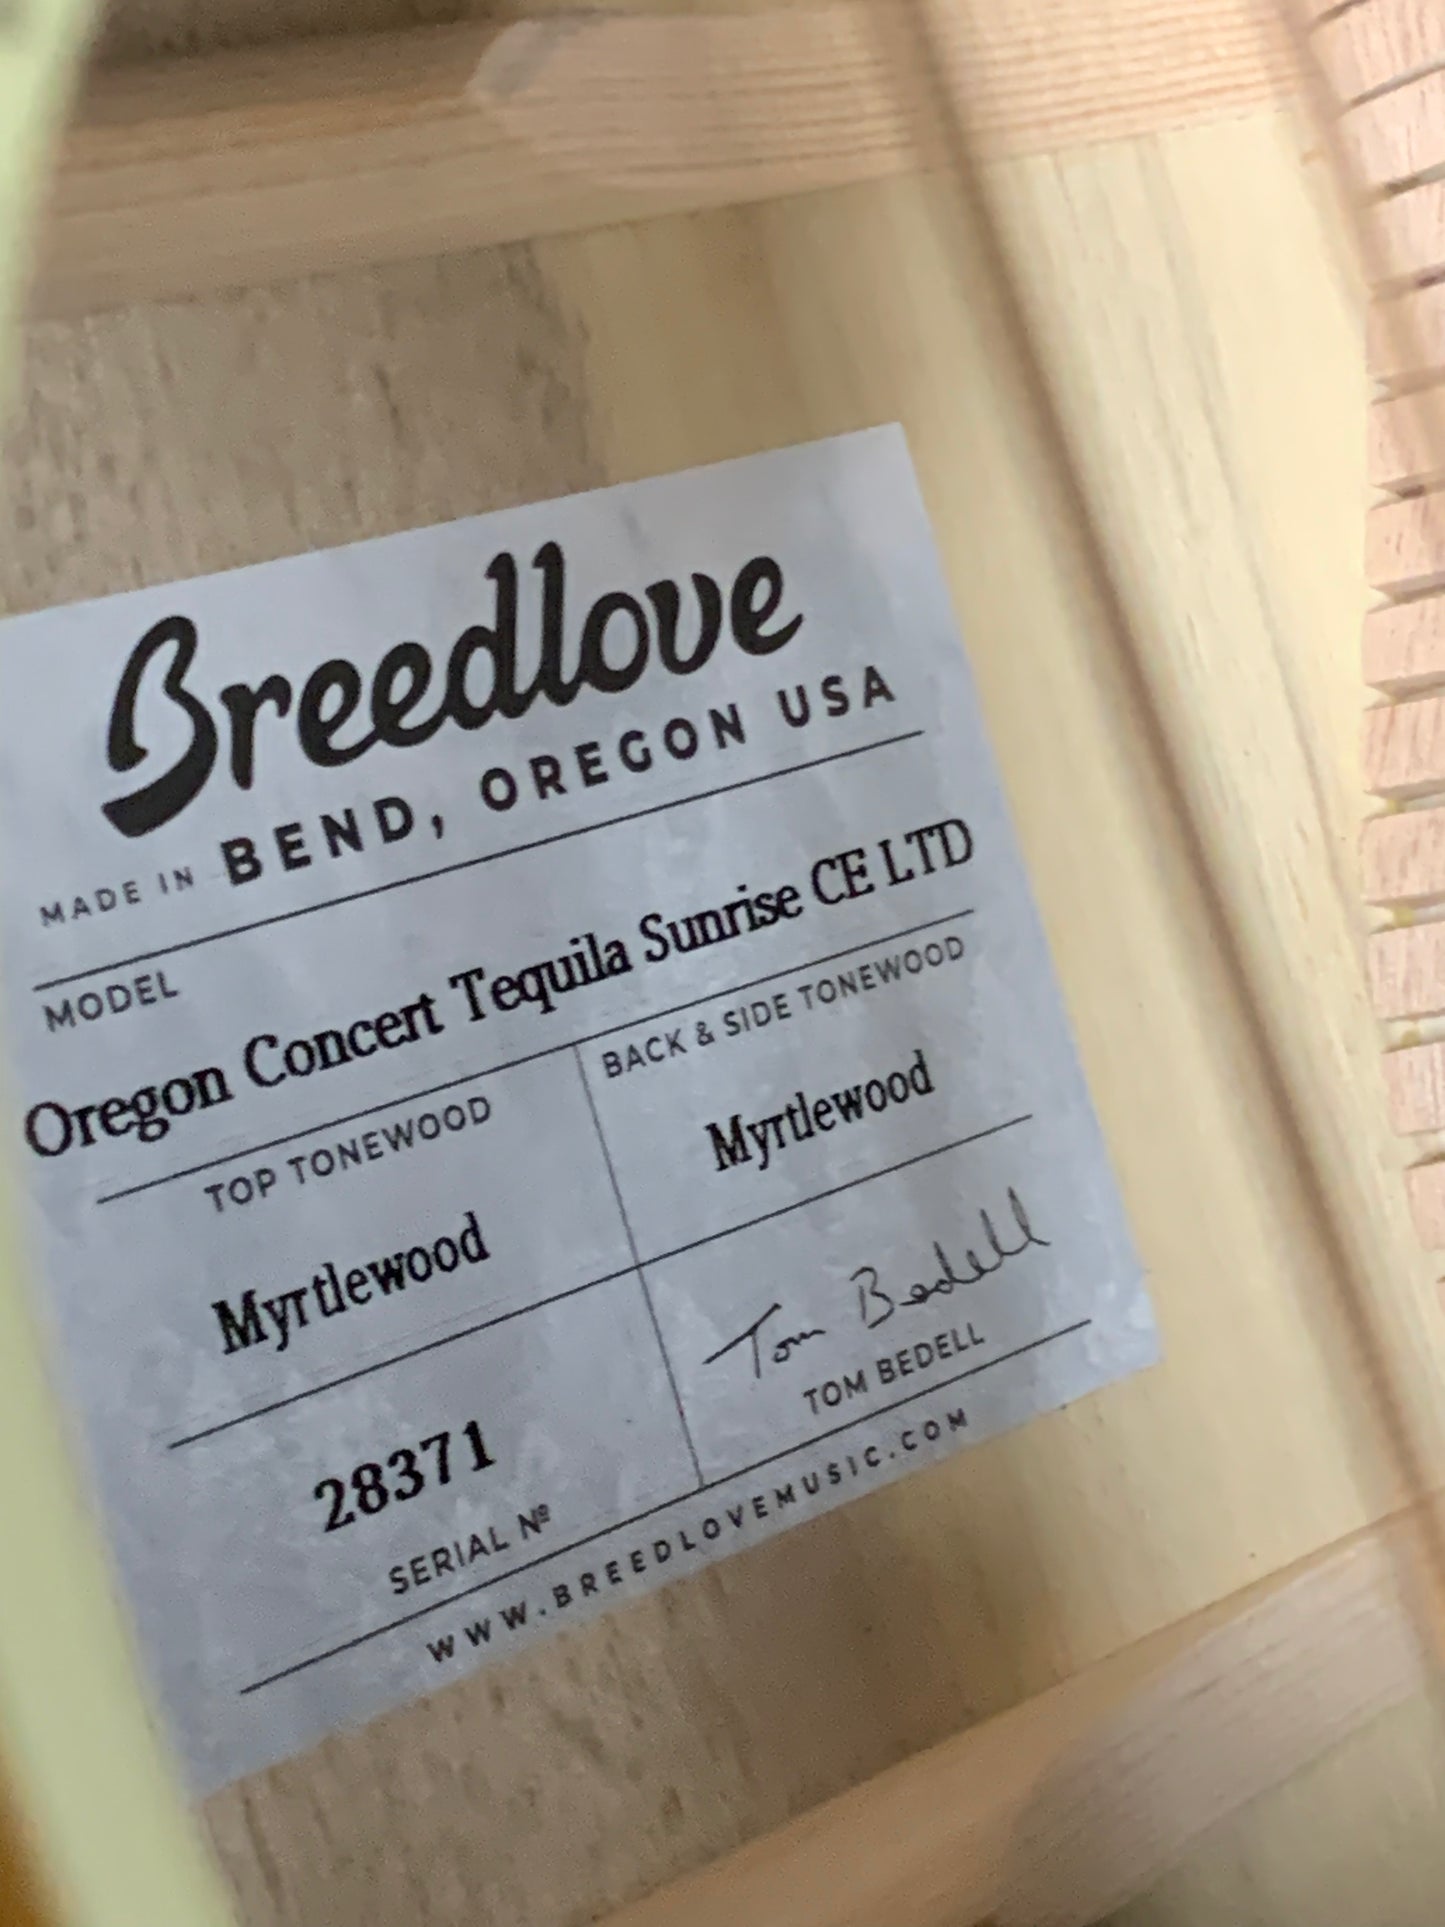 Breedlove
MADE IN BEND, OREGON USA
MODEL
Oregon Concert Tequila Sunrise CE LTD
TOP TONEWOOD
Myrtlewood
BACK & SIDE TONEWOOD
Myrtlewood
28371
SERIAL Nº
Tom Bedell
TOM BEDELL
WWW.BREEDLOVEMUSIC.COM